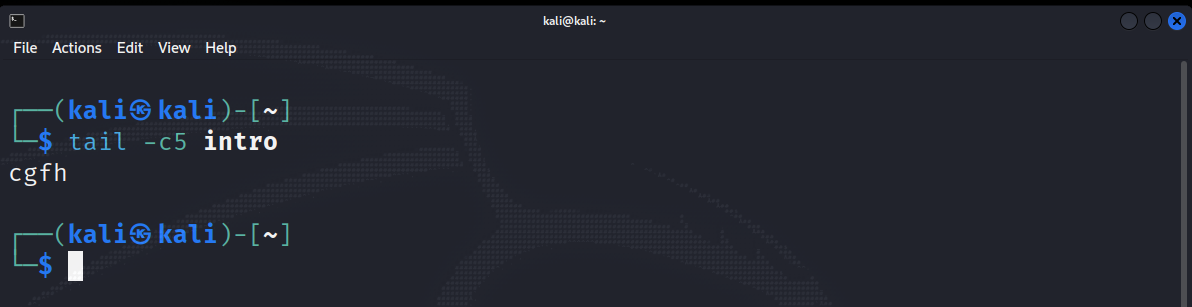 kali@kali: ~
File Actions Edit View Help
┌──(kali㉿kali)-[~]
└─$ tail -c5 intro
cgfh
┌──(kali㉿kali)-[~]
└─$